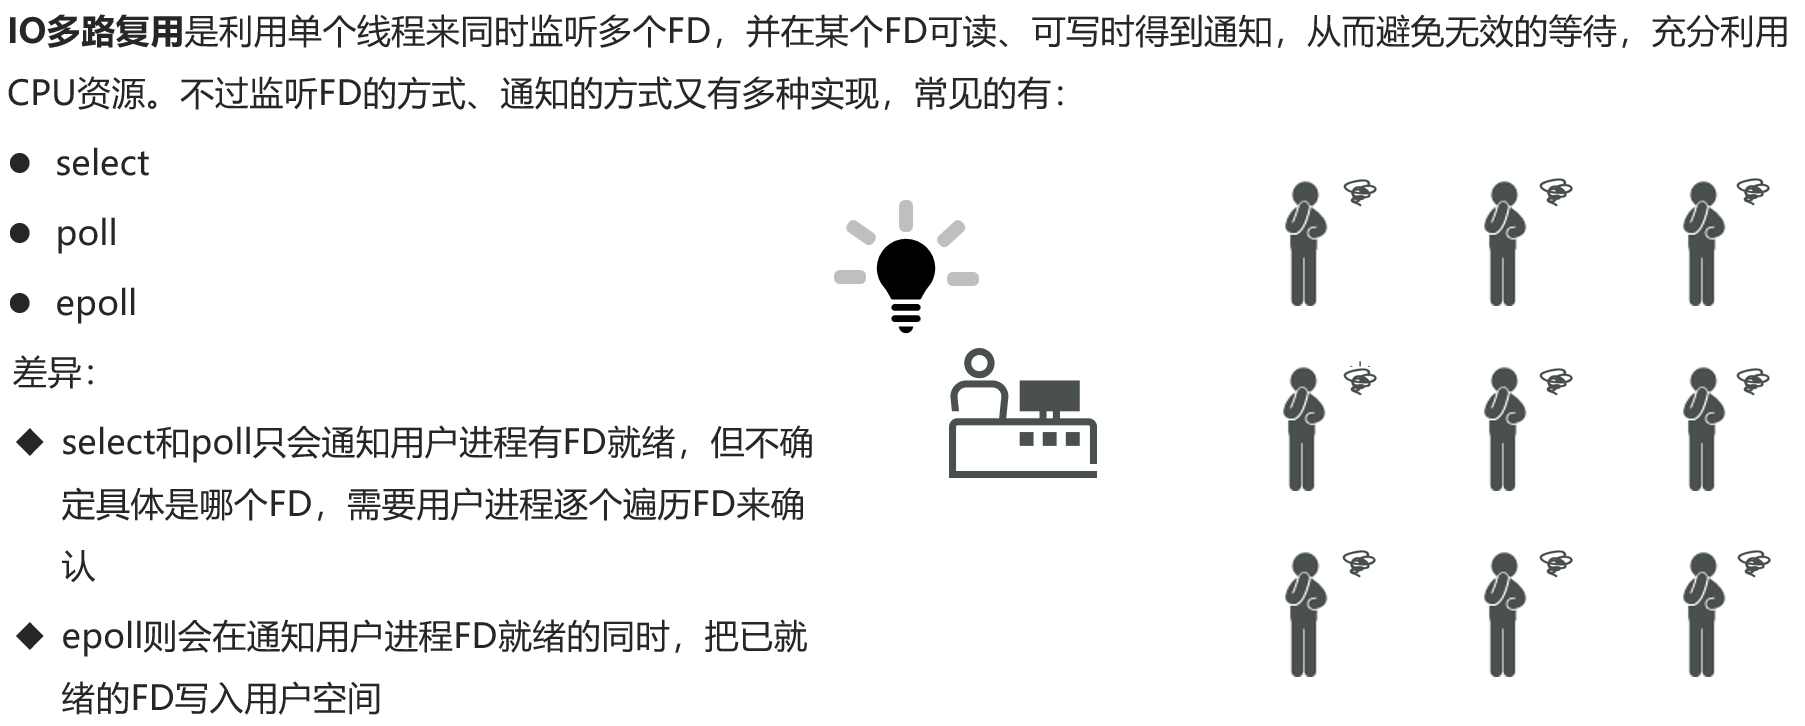 IO多路复用是利用单个线程来同时监听多个FD，并在某个FD可读、可写时得到通知，从而避免无效的等待，充分利用
CPU资源。不过监听FD的方式、通知的方式又有多种实现，常见的有：
● select
● poll
● epoll
差异：
◆ select和poll只会通知用户进程有FD就绪，但不确
定具体是哪个FD，需要用户进程逐个遍历FD来确
认
◆ epoll则会在通知用户进程FD就绪的同时，把已就
绪的FD写入用户空间